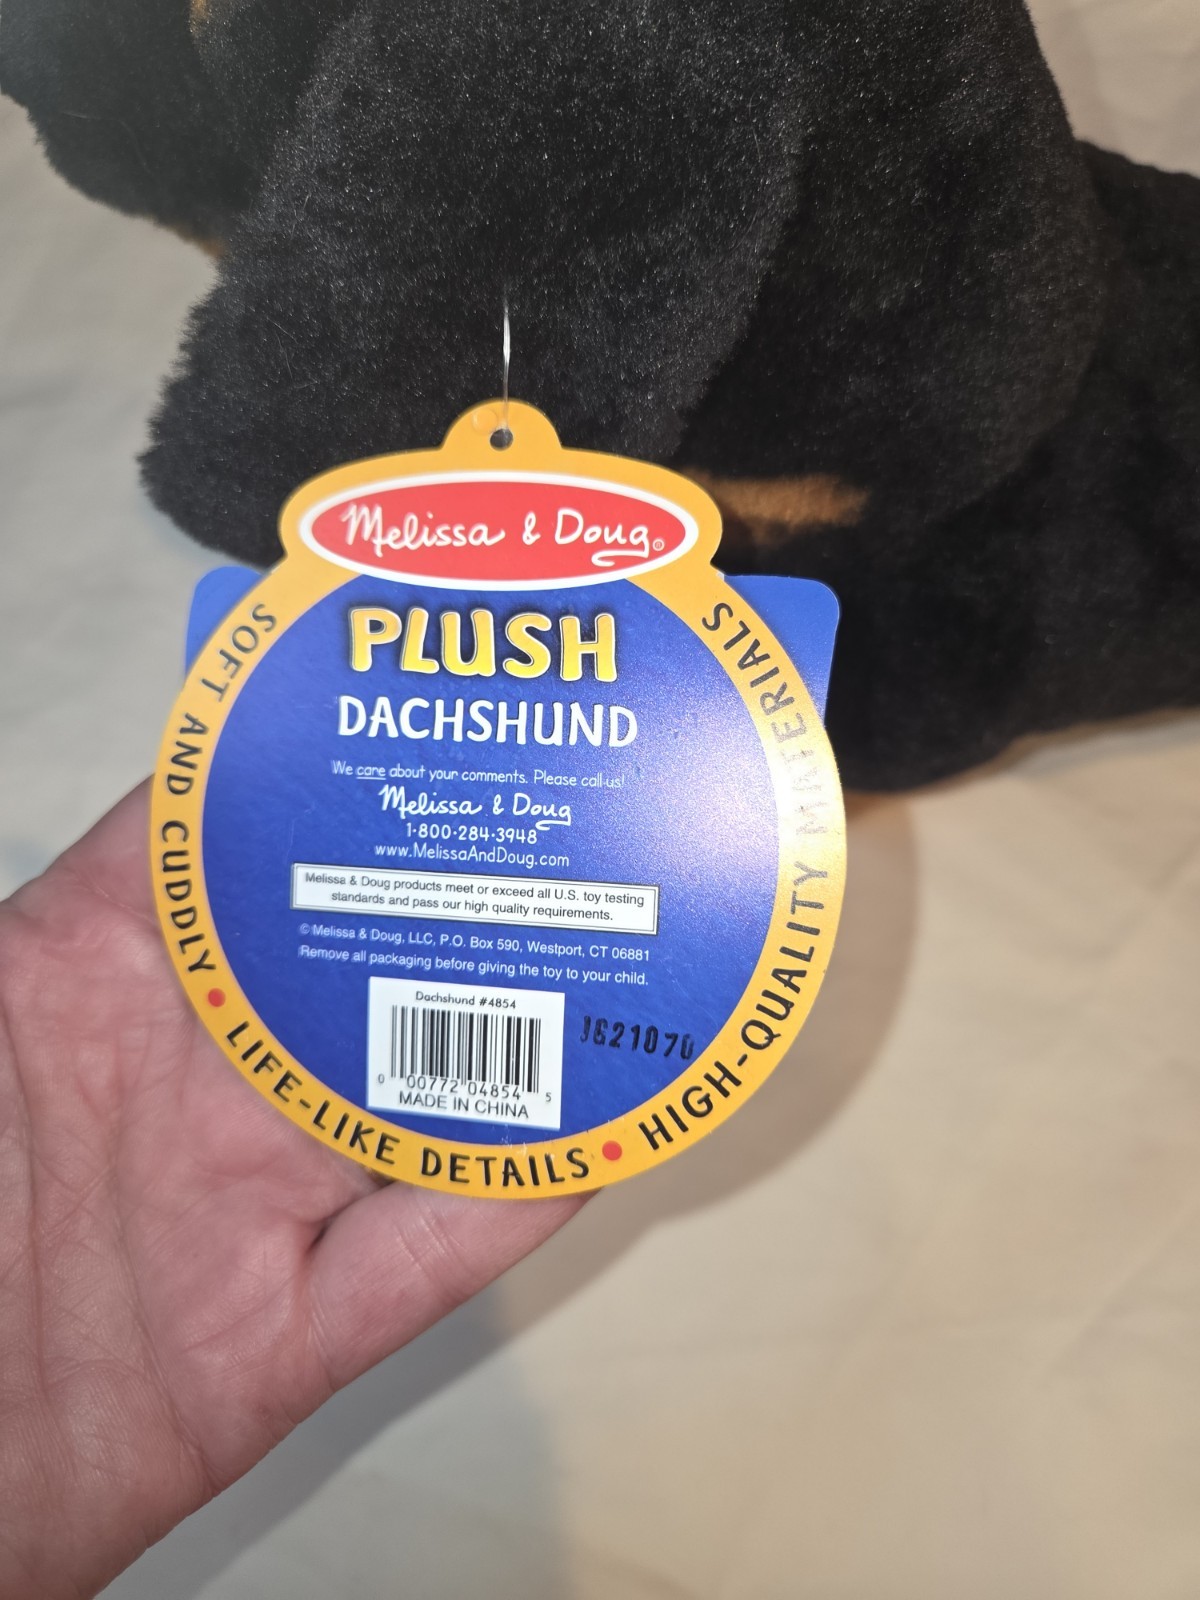 Melissa & Doug®
PLUSH
DACHSHUND
We care about your comments. Please call us!
Melissa & Doug
1-800-284-3948
www.MelissaAndDoug.com
Melissa & Doug products meet or exceed all U.S. toy testing
standards and pass our high quality requirements.
© Melissa & Doug, LLC, P.O. Box 590, Westport, CT 06881
Remove all packaging before giving the toy to your child.
Dachshund #4854
0 00772 04854 5
MADE IN CHINA
SOFT AND CUDDLY • LIFE-LIKE DETAILS • HIGH-QUALITY MATERIALS